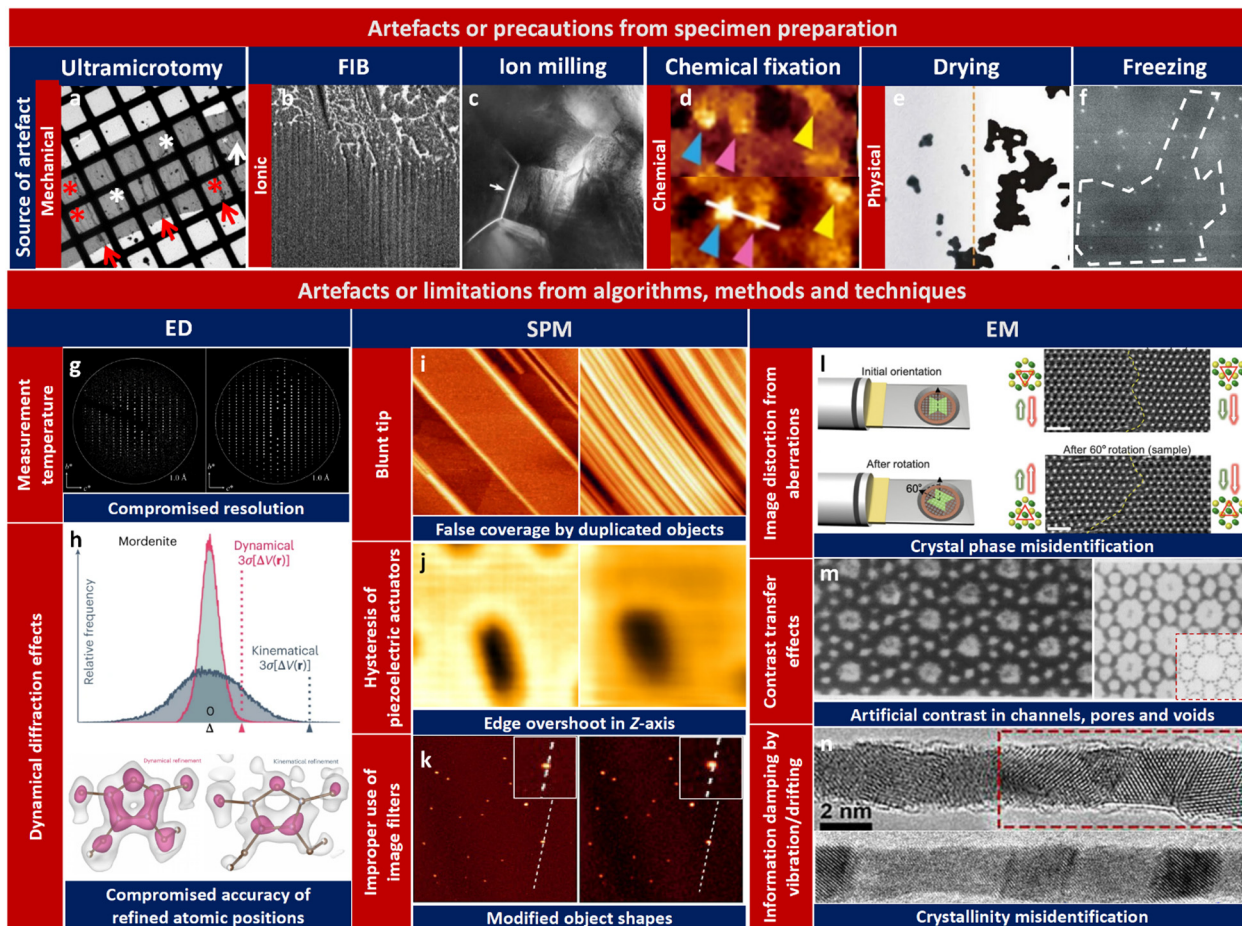 Artefacts or precautions from specimen preparation
Source of artefact
Ultramicrotomy
FIB
Ion milling
Chemical fixation
Drying
Freezing
Mechanical
a
Ionic
b
c
Chemical
d
Physical
e
f
Artefacts or limitations from algorithms, methods and techniques
ED
SPM
EM
Measurement
temperature
g
b*
c*
1.0 Å
b*
c*
1.0 Å
Compromised resolution
Dynamical diffraction effects
h
Mordenite
Dynamical
3σ[ΔV(r)]
Kinematical
3σ[ΔV(r)]
Relative frequency
O
Δ
Dynamical refinement
Kinematical refinement
Compromised accuracy of
refined atomic positions
Blunt tip
i
False coverage by duplicated objects
Hysteresis of
piezoelectric actuators
j
Edge overshoot in Z-axis
Improper use of
image filters
k
Modified object shapes
Image distortion from
aberrations
l
Initial orientation
After rotation
60°
After 60° rotation (sample)
Crystal phase misidentification
Contrast transfer
effects
m
Artificial contrast in channels, pores and voids
Information damping by
vibration/drifting
n
2 nm
Crystallinity misidentification